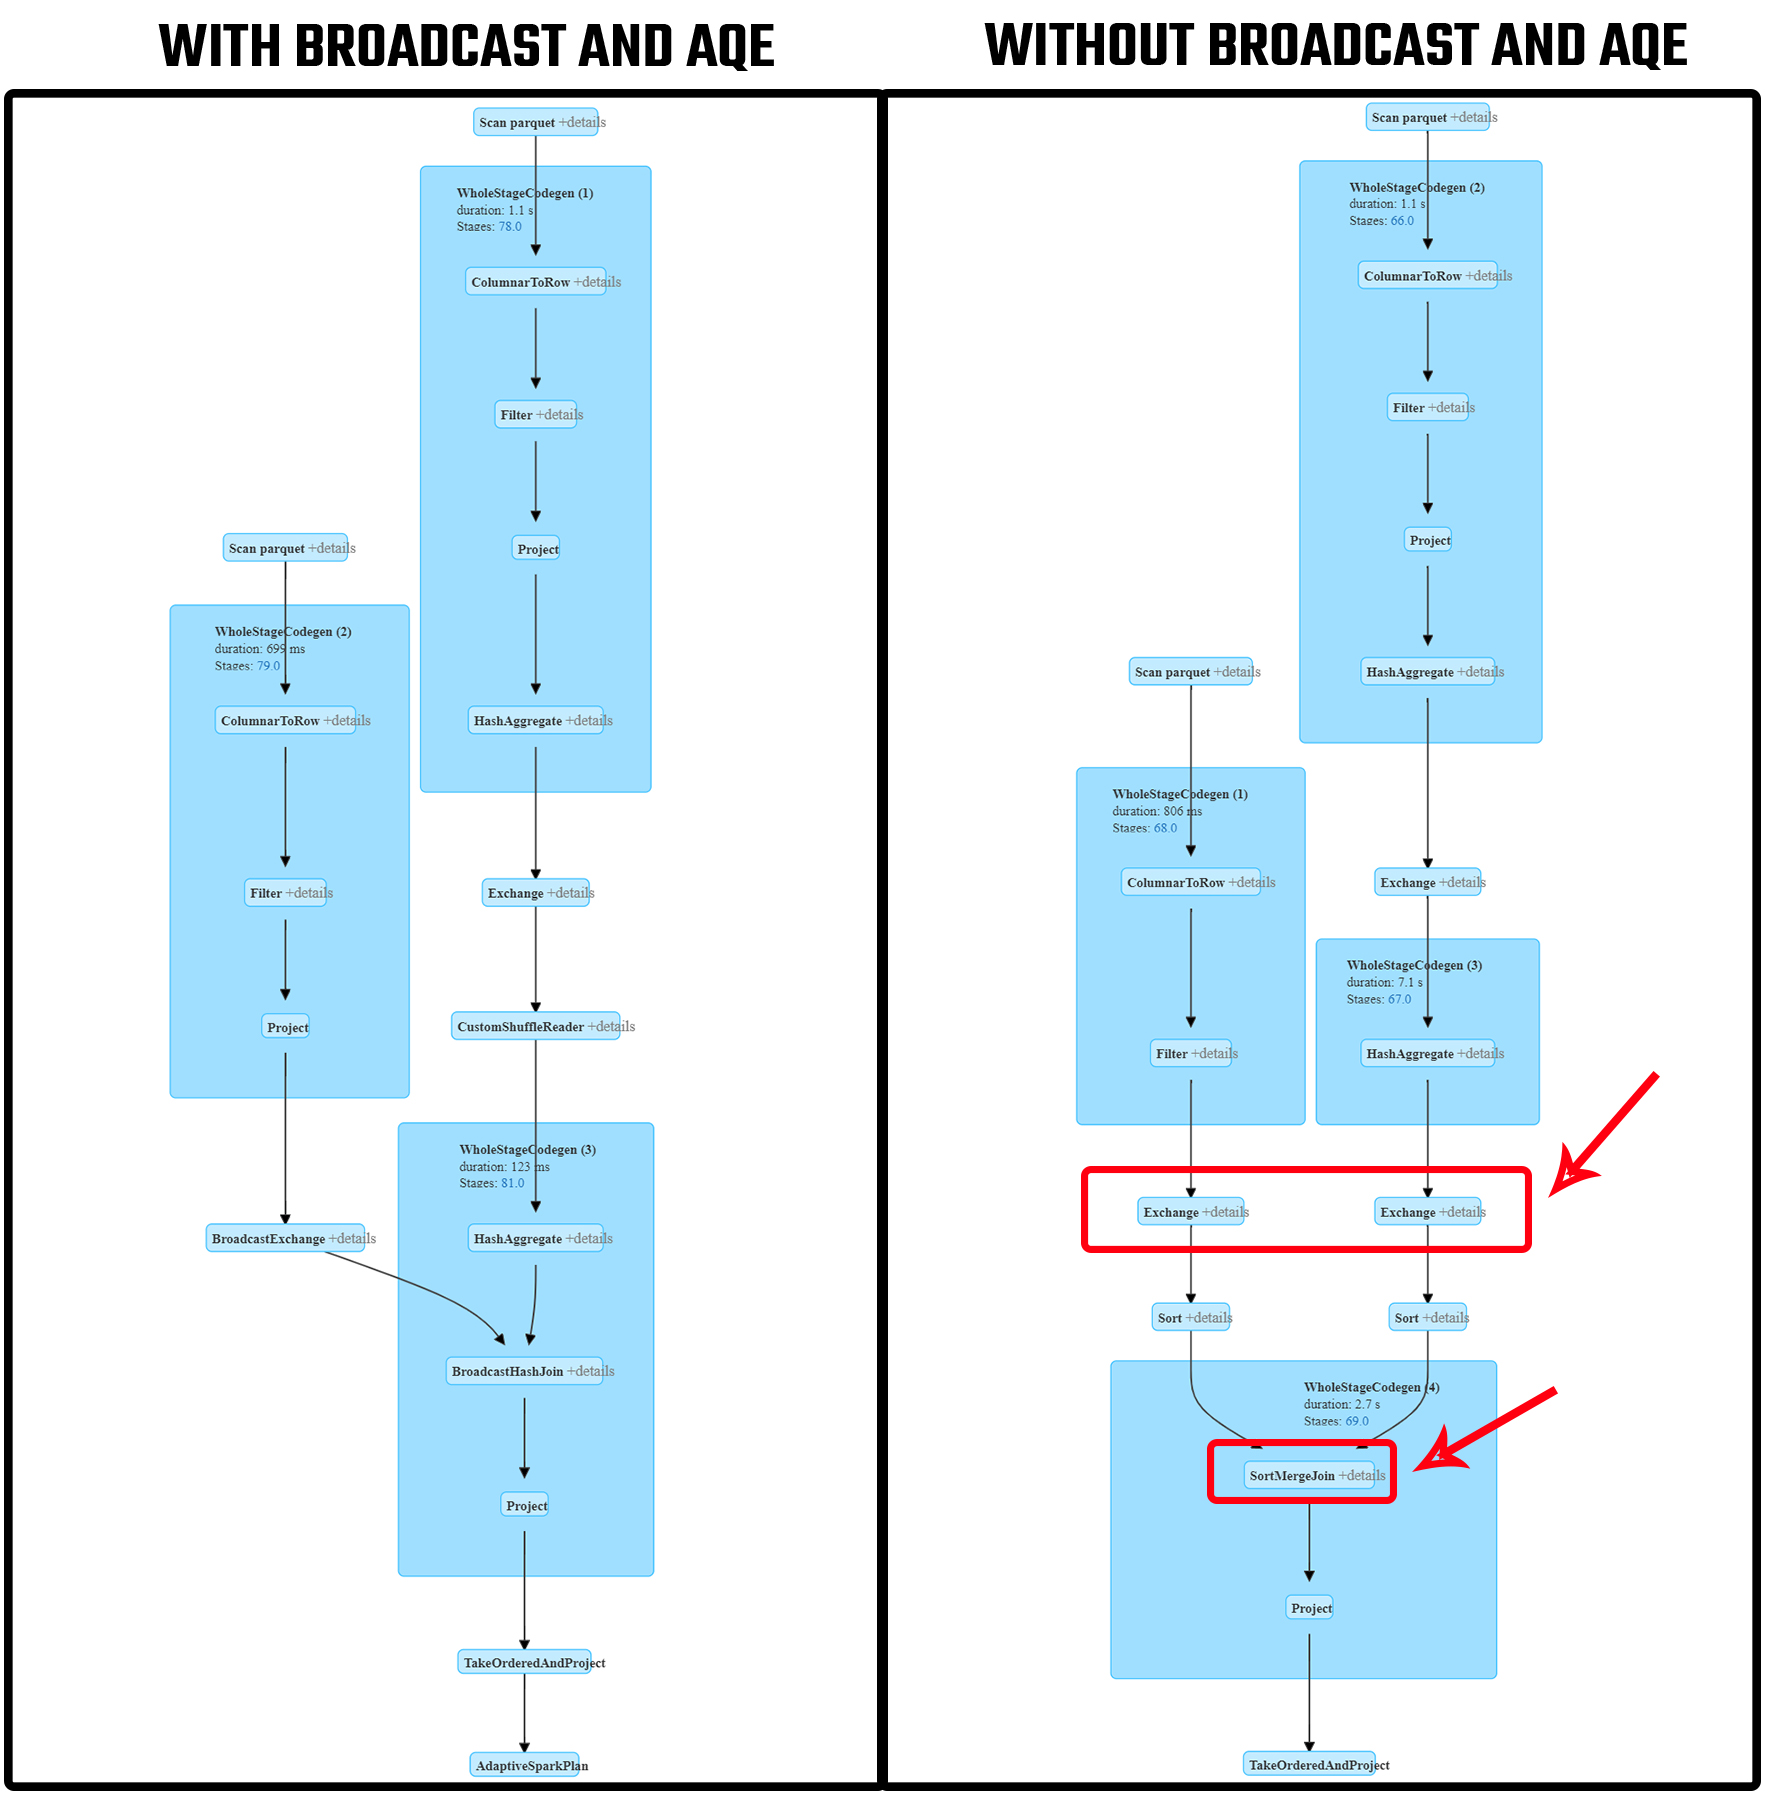 WITH BROADCAST AND AQE
Scan parquet +details
WholeStageCodegen (1)
duration: 1.1 s
Stages: 78.0
ColumnarToRow +details
Filter +details
Project
HashAggregate +details
Scan parquet +details
WholeStageCodegen (2)
duration: 699 ms
Stages: 79.0
ColumnarToRow +details
Filter +details
Project
Exchange +details
CustomShuffleReader +details
WholeStageCodegen (3)
duration: 123 ms
Stages: 81.0
BroadcastExchange +details
HashAggregate +details
BroadcastHashJoin +details
Project
TakeOrderedAndProject
AdaptiveSparkPlan
WITHOUT BROADCAST AND AQE
Scan parquet +details
WholeStageCodegen (2)
duration: 1.1 s
Stages: 66.0
ColumnarToRow +details
Filter +details
Project
HashAggregate +details
Scan parquet +details
WholeStageCodegen (1)
duration: 806 ms
Stages: 68.0
ColumnarToRow +details
Filter +details
Exchange +details
WholeStageCodegen (3)
duration: 7.1 s
Stages: 67.0
HashAggregate +details
Exchange +details
Exchange +details
Sort +details
Sort +details
WholeStageCodegen (4)
duration: 2.7 s
Stages: 69.0
SortMergeJoin +details
Project
TakeOrderedAndProject